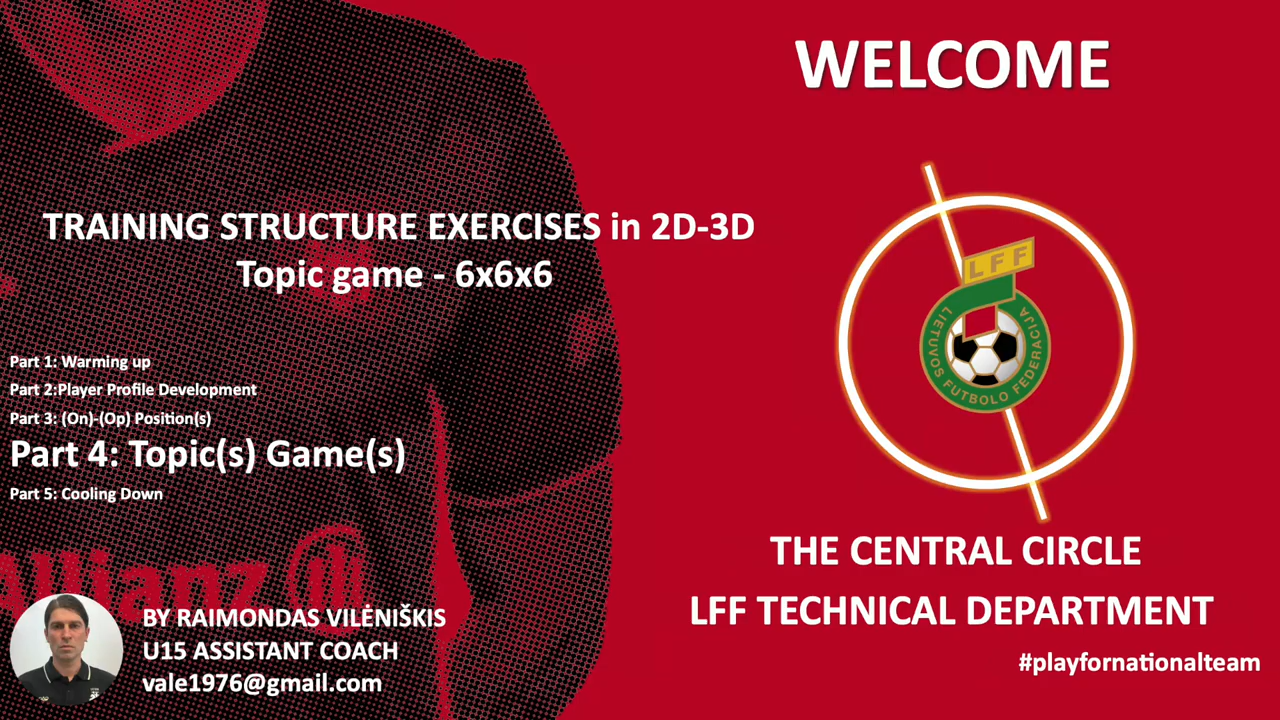 WELCOME
TRAINING STRUCTURE EXERCISES in 2D-3D
Topic game - 6x6x6
Part 1: Warming up
Part 2:Player Profile Development
Part 3: (On)-(Op) Position(s)
Part 4: Topic(s) Game(s)
Part 5: Cooling Down
LFF
LIETUVOS FUTBOLO FEDERACIJA
Allianz
BY RAIMONDAS VILĖNIŠKIS
U15 ASSISTANT COACH
vale1976@gmail.com
THE CENTRAL CIRCLE
LFF TECHNICAL DEPARTMENT
#playfornationalteam